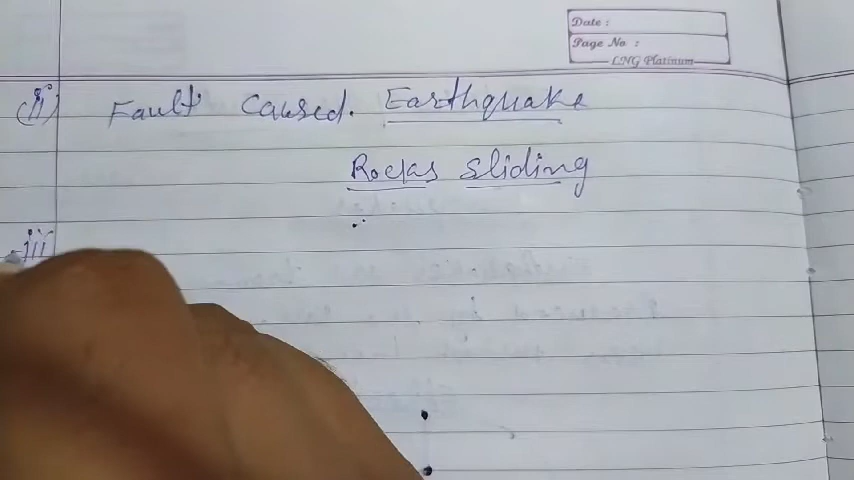 Date :
Page No. :
LNG Platinum
(ii) Fault Caused. Earthquake
Rocks sliding
iii